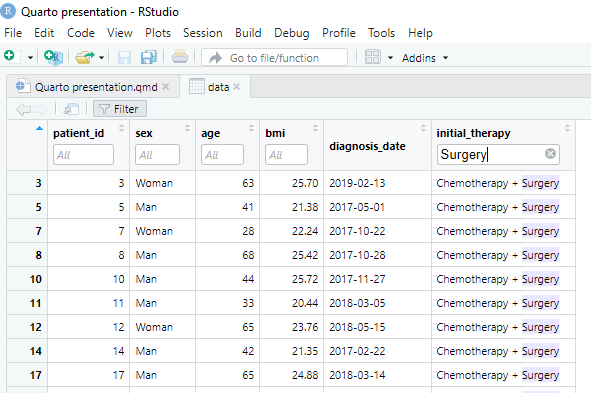 Quarto presentation - RStudio
File Edit Code View Plots Session Build Debug Profile Tools Help
Go to file/function Addins
Quarto presentation.qmd data
Filter
patient_id sex age bmi diagnosis_date initial_therapy
All All All All Surgery
3 3 Woman 63 25.70 2019-02-13 Chemotherapy + Surgery
5 5 Man 41 21.38 2017-05-01 Chemotherapy + Surgery
7 7 Woman 28 22.24 2017-10-22 Chemotherapy + Surgery
8 8 Man 68 25.42 2017-10-28 Chemotherapy + Surgery
10 10 Man 44 25.72 2017-11-27 Chemotherapy + Surgery
11 11 Man 33 20.44 2018-03-05 Chemotherapy + Surgery
12 12 Woman 65 23.76 2018-05-15 Chemotherapy + Surgery
14 14 Man 42 21.35 2017-02-22 Chemotherapy + Surgery
17 17 Man 65 24.88 2018-03-14 Chemotherapy + Surgery